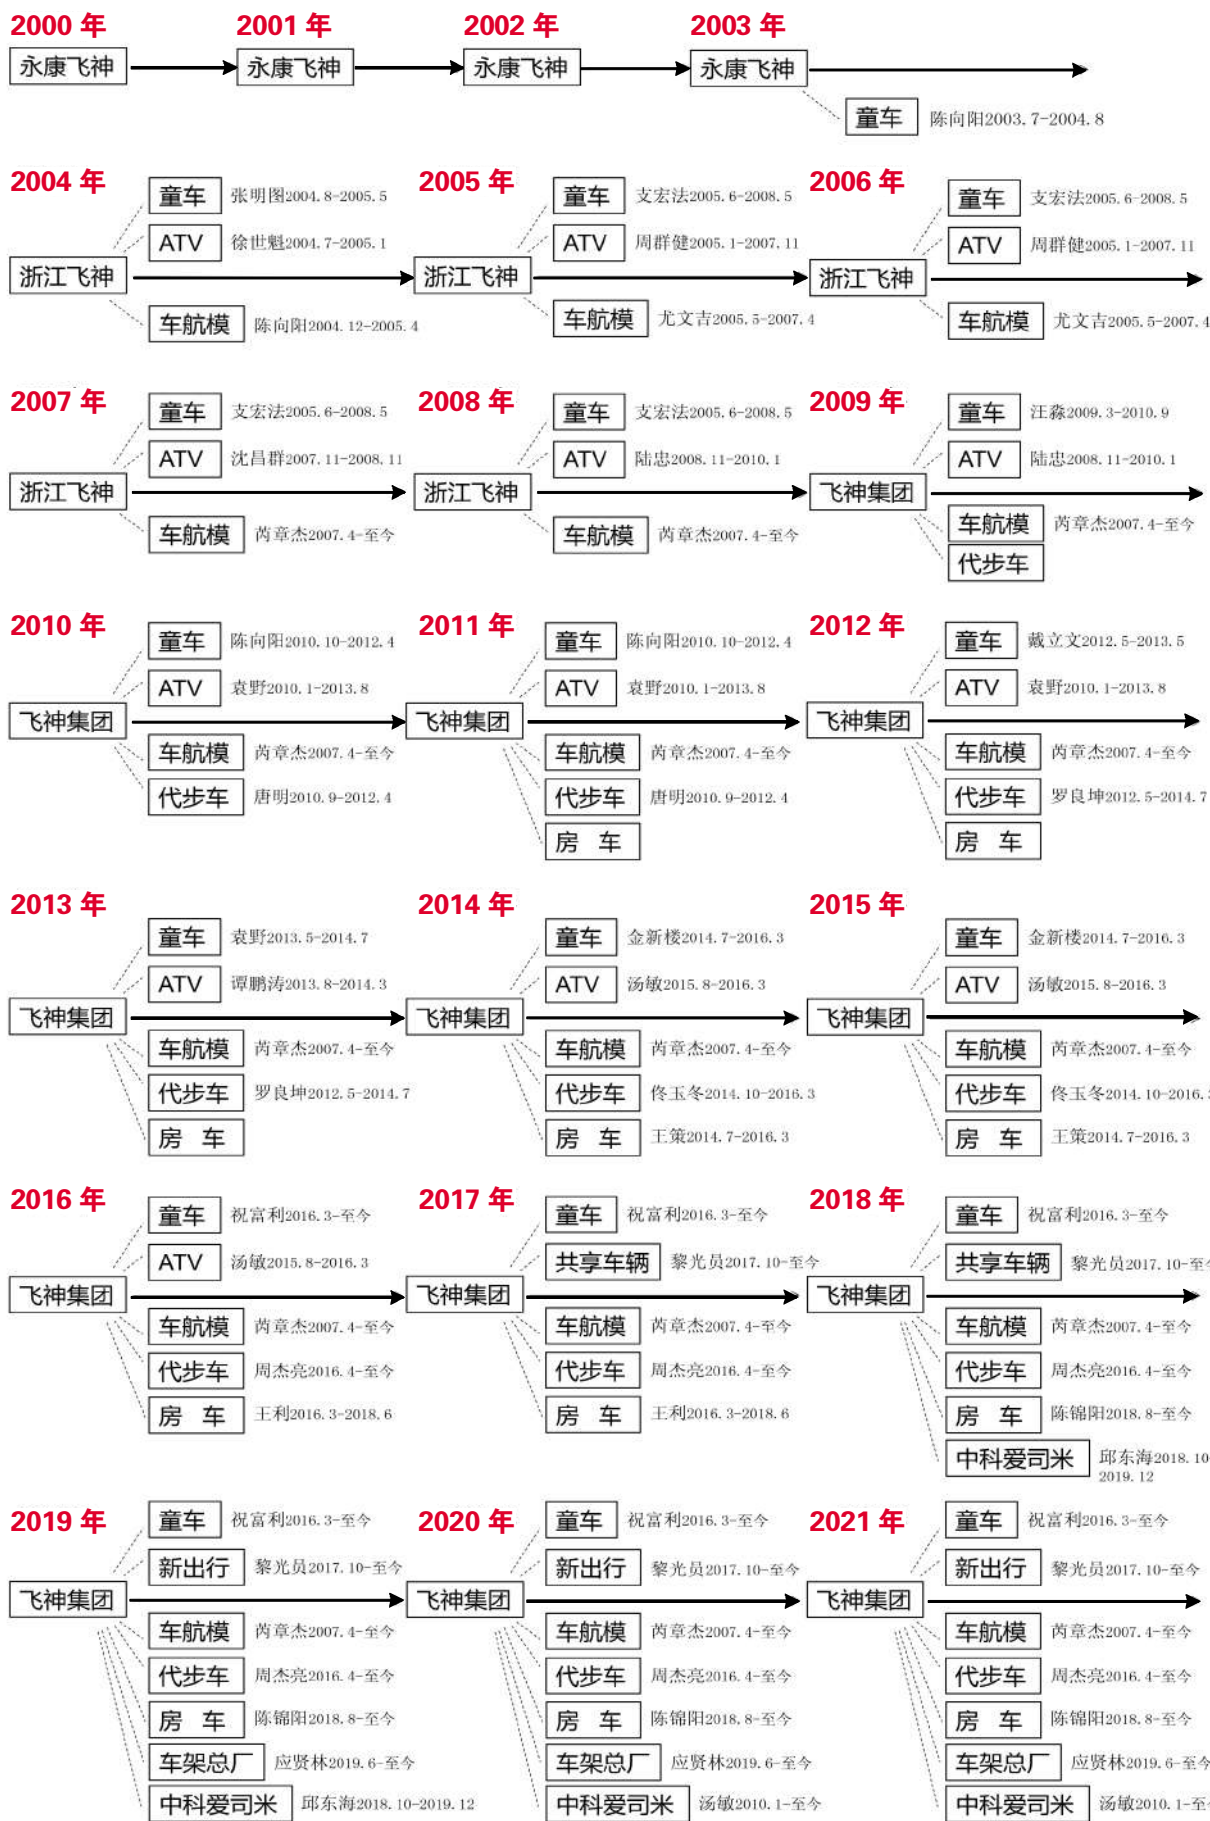 2000 年
2001 年
2002 年
2003 年
永康飞神
永康飞神
永康飞神
永康飞神
童车 陈向阳2003.7-2004.8
2004 年
浙江飞神
童车 张明图2004.8-2005.5
ATV 徐世魁2004.7-2005.1
车航模 陈向阳2004.12-2005.4
2005 年
浙江飞神
童车 支宏法2005.6-2008.5
ATV 周群健2005.1-2007.11
车航模 尤文吉2005.5-2007.4
2006 年
浙江飞神
童车 支宏法2005.6-2008.5
ATV 周群健2005.1-2007.11
车航模 尤文吉2005.5-2007.4
2007 年
浙江飞神
童车 支宏法2005.6-2008.5
ATV 沈昌群2007.11-2008.11
车航模 芮章杰2007.4-至今
2008 年
浙江飞神
童车 支宏法2005.6-2008.5
ATV 陆忠2008.11-2010.1
车航模 芮章杰2007.4-至今
2009 年
飞神集团
童车 汪淼2009.3-2010.9
ATV 陆忠2008.11-2010.1
车航模 芮章杰2007.4-至今
代步车
2010 年
飞神集团
童车 陈向阳2010.10-2012.4
ATV 袁野2010.1-2013.8
车航模 芮章杰2007.4-至今
代步车 唐明2010.9-2012.4
2011 年
飞神集团
童车 陈向阳2010.10-2012.4
ATV 袁野2010.1-2013.8
车航模 芮章杰2007.4-至今
代步车 唐明2010.9-2012.4
房 车
2012 年
飞神集团
童车 戴立文2012.5-2013.5
ATV 袁野2010.1-2013.8
车航模 芮章杰2007.4-至今
代步车 罗良坤2012.5-2014.7
房 车
2013 年
飞神集团
童车 袁野2013.5-2014.7
ATV 谭鹏涛2013.8-2014.3
车航模 芮章杰2007.4-至今
代步车 罗良坤2012.5-2014.7
房 车
2014 年
飞神集团
童车 金新楼2014.7-2016.3
ATV 汤敏2015.8-2016.3
车航模 芮章杰2007.4-至今
代步车 佟玉冬2014.10-2016.3
房 车 王策2014.7-2016.3
2015 年
飞神集团
童车 金新楼2014.7-2016.3
ATV 汤敏2015.8-2016.3
车航模 芮章杰2007.4-至今
代步车 佟玉冬2014.10-2016.3
房 车 王策2014.7-2016.3
2016 年
飞神集团
童车 祝富利2016.3-至今
ATV 汤敏2015.8-2016.3
车航模 芮章杰2007.4-至今
代步车 周杰亮2016.4-至今
房 车 王利2016.3-2018.6
2017 年
飞神集团
童车 祝富利2016.3-至今
共享车辆 黎光员2017.10-至今
车航模 芮章杰2007.4-至今
代步车 周杰亮2016.4-至今
房 车 王利2016.3-2018.6
2018 年
飞神集团
童车 祝富利2016.3-至今
共享车辆 黎光员2017.10-至今
车航模 芮章杰2007.4-至今
代步车 周杰亮2016.4-至今
房 车 陈锦阳2018.8-至今
中科爱司米 邱东海2018.10
2019.12
2019 年
飞神集团
童车 祝富利2016.3-至今
新出行 黎光员2017.10-至今
车航模 芮章杰2007.4-至今
代步车 周杰亮2016.4-至今
房 车 陈锦阳2018.8-至今
车架总厂 应贤林2019.6-至今
中科爱司米 邱东海2018.10-2019.12
2020 年
飞神集团
童车 祝富利2016.3-至今
新出行 黎光员2017.10-至今
车航模 芮章杰2007.4-至今
代步车 周杰亮2016.4-至今
房 车 陈锦阳2018.8-至今
车架总厂 应贤林2019.6-至今
中科爱司米 汤敏2010.1-至今
2021 年
飞神集团
童车 祝富利2016.3-至今
新出行 黎光员2017.10-至今
车航模 芮章杰2007.4-至今
代步车 周杰亮2016.4-至今
房 车 陈锦阳2018.8-至今
车架总厂 应贤林2019.6-至今
中科爱司米 汤敏2010.1-至今